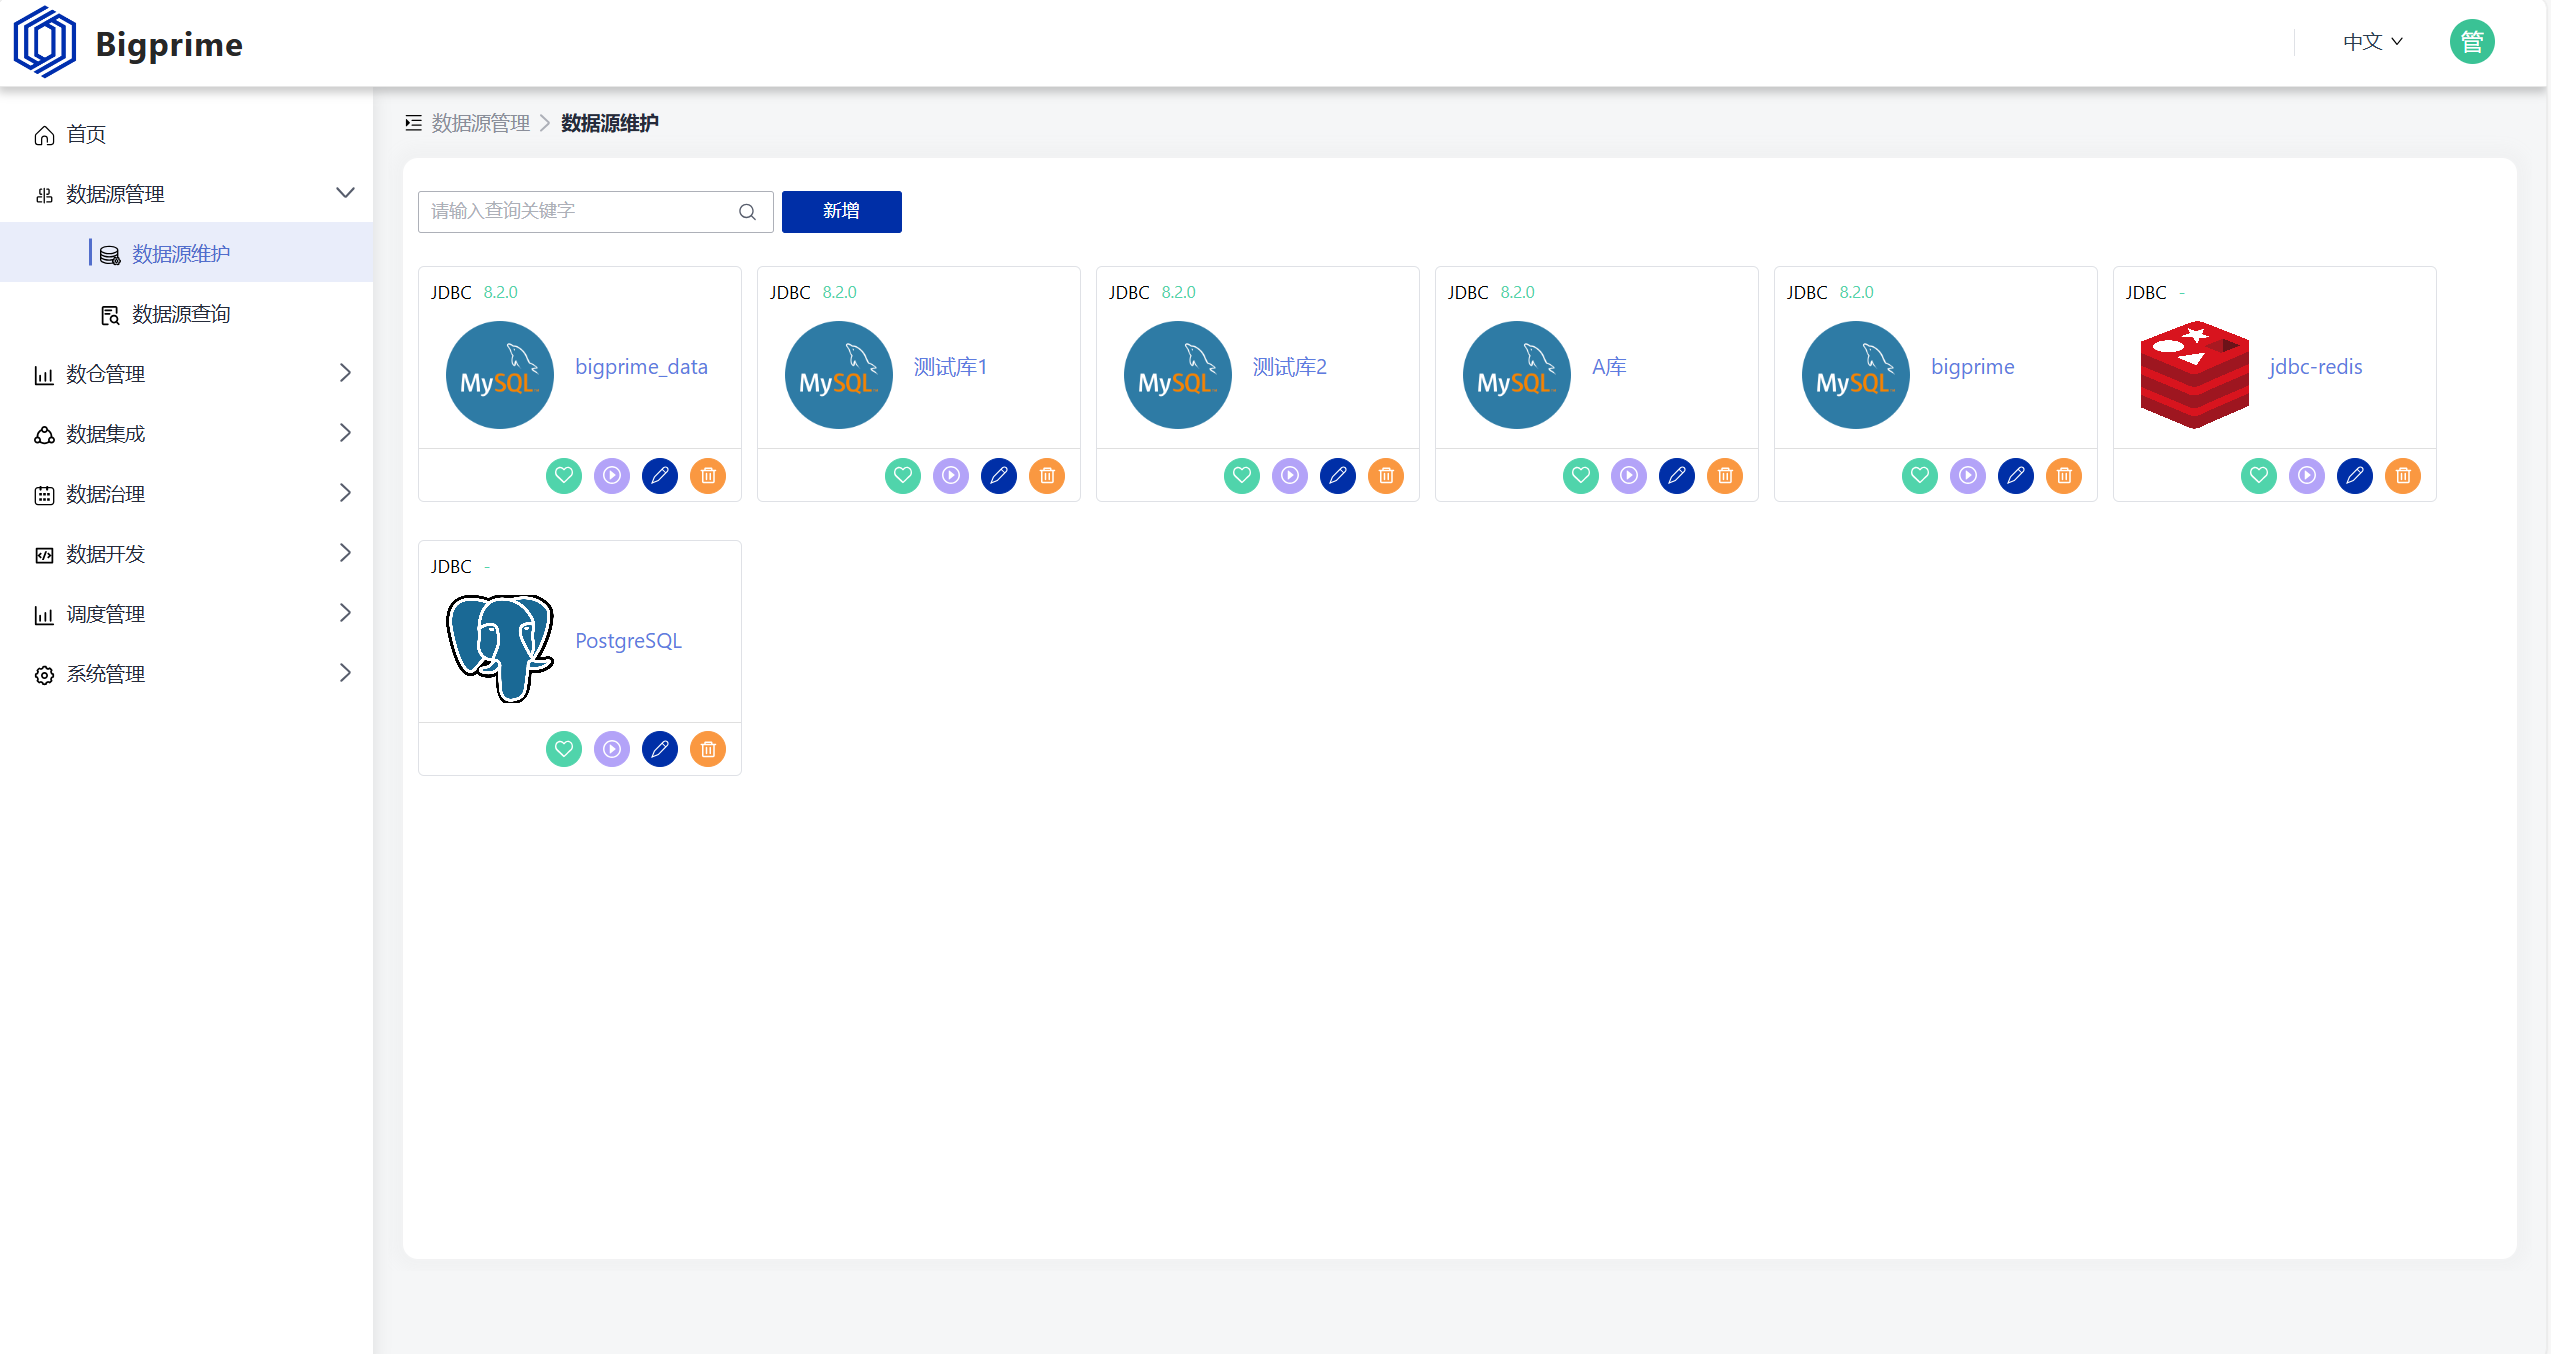 Bigprime
中文
管
首页
数据源管理
数据源维护
数据源查询
数仓管理
数据集成
数据治理
数据开发
调度管理
系统管理
数据源管理 > 数据源维护
请输入查询关键字
新增
JDBC 8.2.0
MySQL
bigprime_data
JDBC 8.2.0
MySQL
测试库1
JDBC 8.2.0
MySQL
测试库2
JDBC 8.2.0
MySQL
A库
JDBC 8.2.0
MySQL
bigprime
JDBC -
jdbc-redis
JDBC -
PostgreSQL